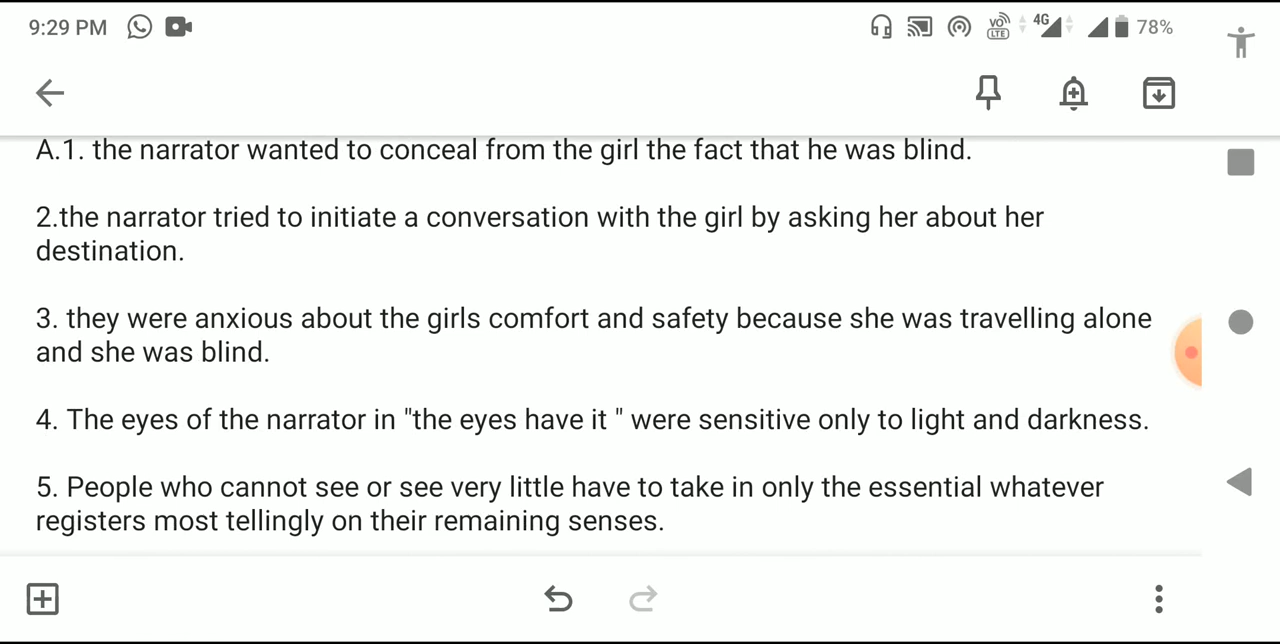 9:29 PM
VO LTE 4G 78%
A.1. the narrator wanted to conceal from the girl the fact that he was blind.
2.the narrator tried to initiate a conversation with the girl by asking her about her
destination.
3. they were anxious about the girls comfort and safety because she was travelling alone
and she was blind.
4. The eyes of the narrator in "the eyes have it " were sensitive only to light and darkness.
5. People who cannot see or see very little have to take in only the essential whatever
registers most tellingly on their remaining senses.